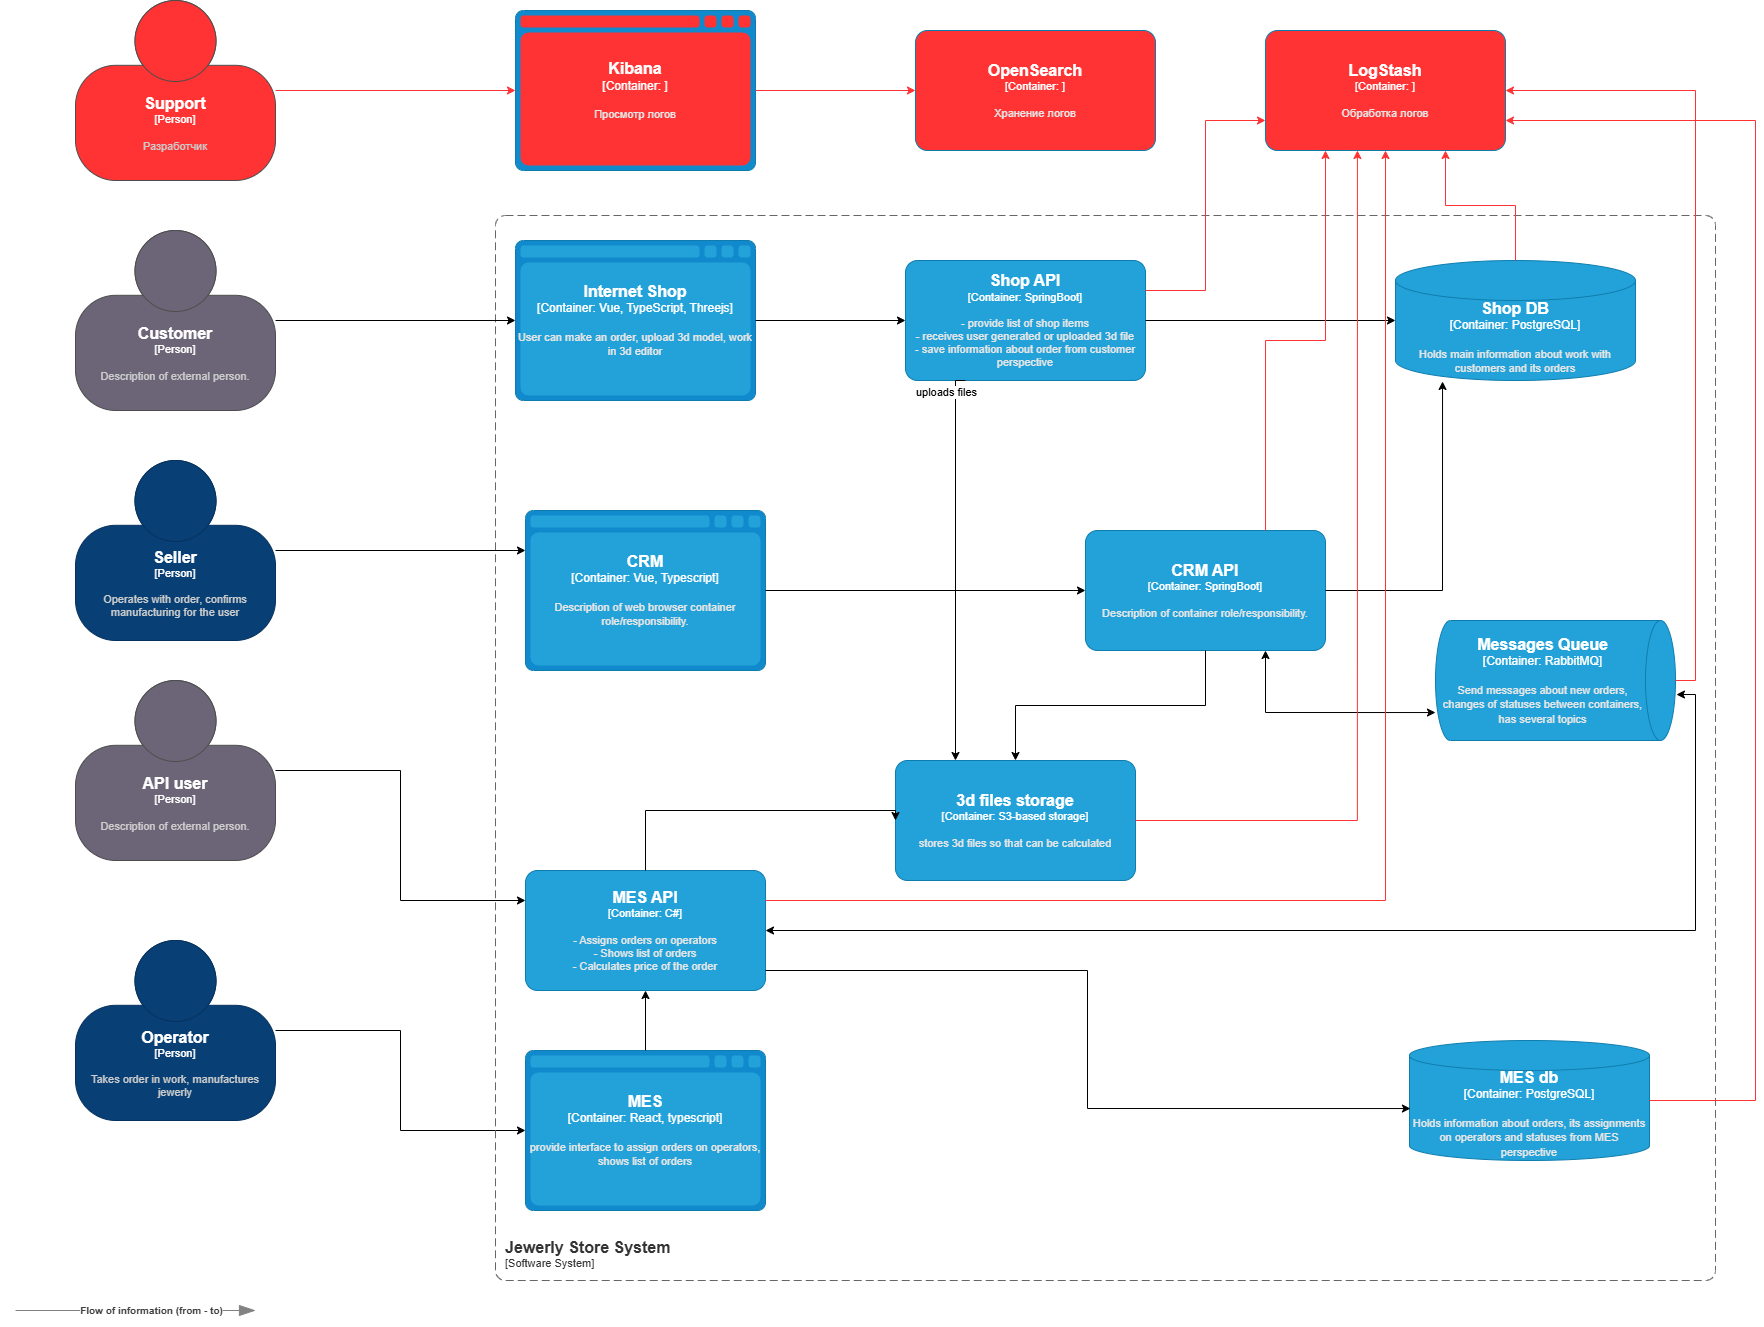 Support
[Person]
Разработчик
Kibana
[Container: ]
Просмотр логов
OpenSearch
[Container: ]
Хранение логов
LogStash
[Container: ]
Обработка логов
Customer
[Person]
Description of external person.
Internet Shop
[Container: Vue, TypeScript, Threejs]
User can make an order, upload 3d model, work
in 3d editor
Shop API
[Container: SpringBoot]
- provide list of shop items
- receives user generated or uploaded 3d file
- save information about order from customer
perspective
uploads files
Shop DB
[Container: PostgreSQL]
Holds main information about work with
customers and its orders
Seller
[Person]
Operates with order, confirms
manufacturing for the user
CRM
[Container: Vue, Typescript]
Description of web browser container
role/responsibility.
CRM API
[Container: SpringBoot]
Description of container role/responsibility.
Messages Queue
[Container: RabbitMQ]
Send messages about new orders,
changes of statuses between containers,
has several topics
API user
[Person]
Description of external person.
3d files storage
[Container: S3-based storage]
stores 3d files so that can be calculated
MES API
[Container: C#]
- Assigns orders on operators
- Shows list of orders
- Calculates price of the order
Operator
[Person]
Takes order in work, manufactures
jewerly
MES
[Container: React, typescript]
provide interface to assign orders on operators,
shows list of orders
MES db
[Container: PostgreSQL]
Holds information about orders, its assignments
on operators and statuses from MES
perspective
Jewerly Store System
[Software System]
Flow of information (from - to)